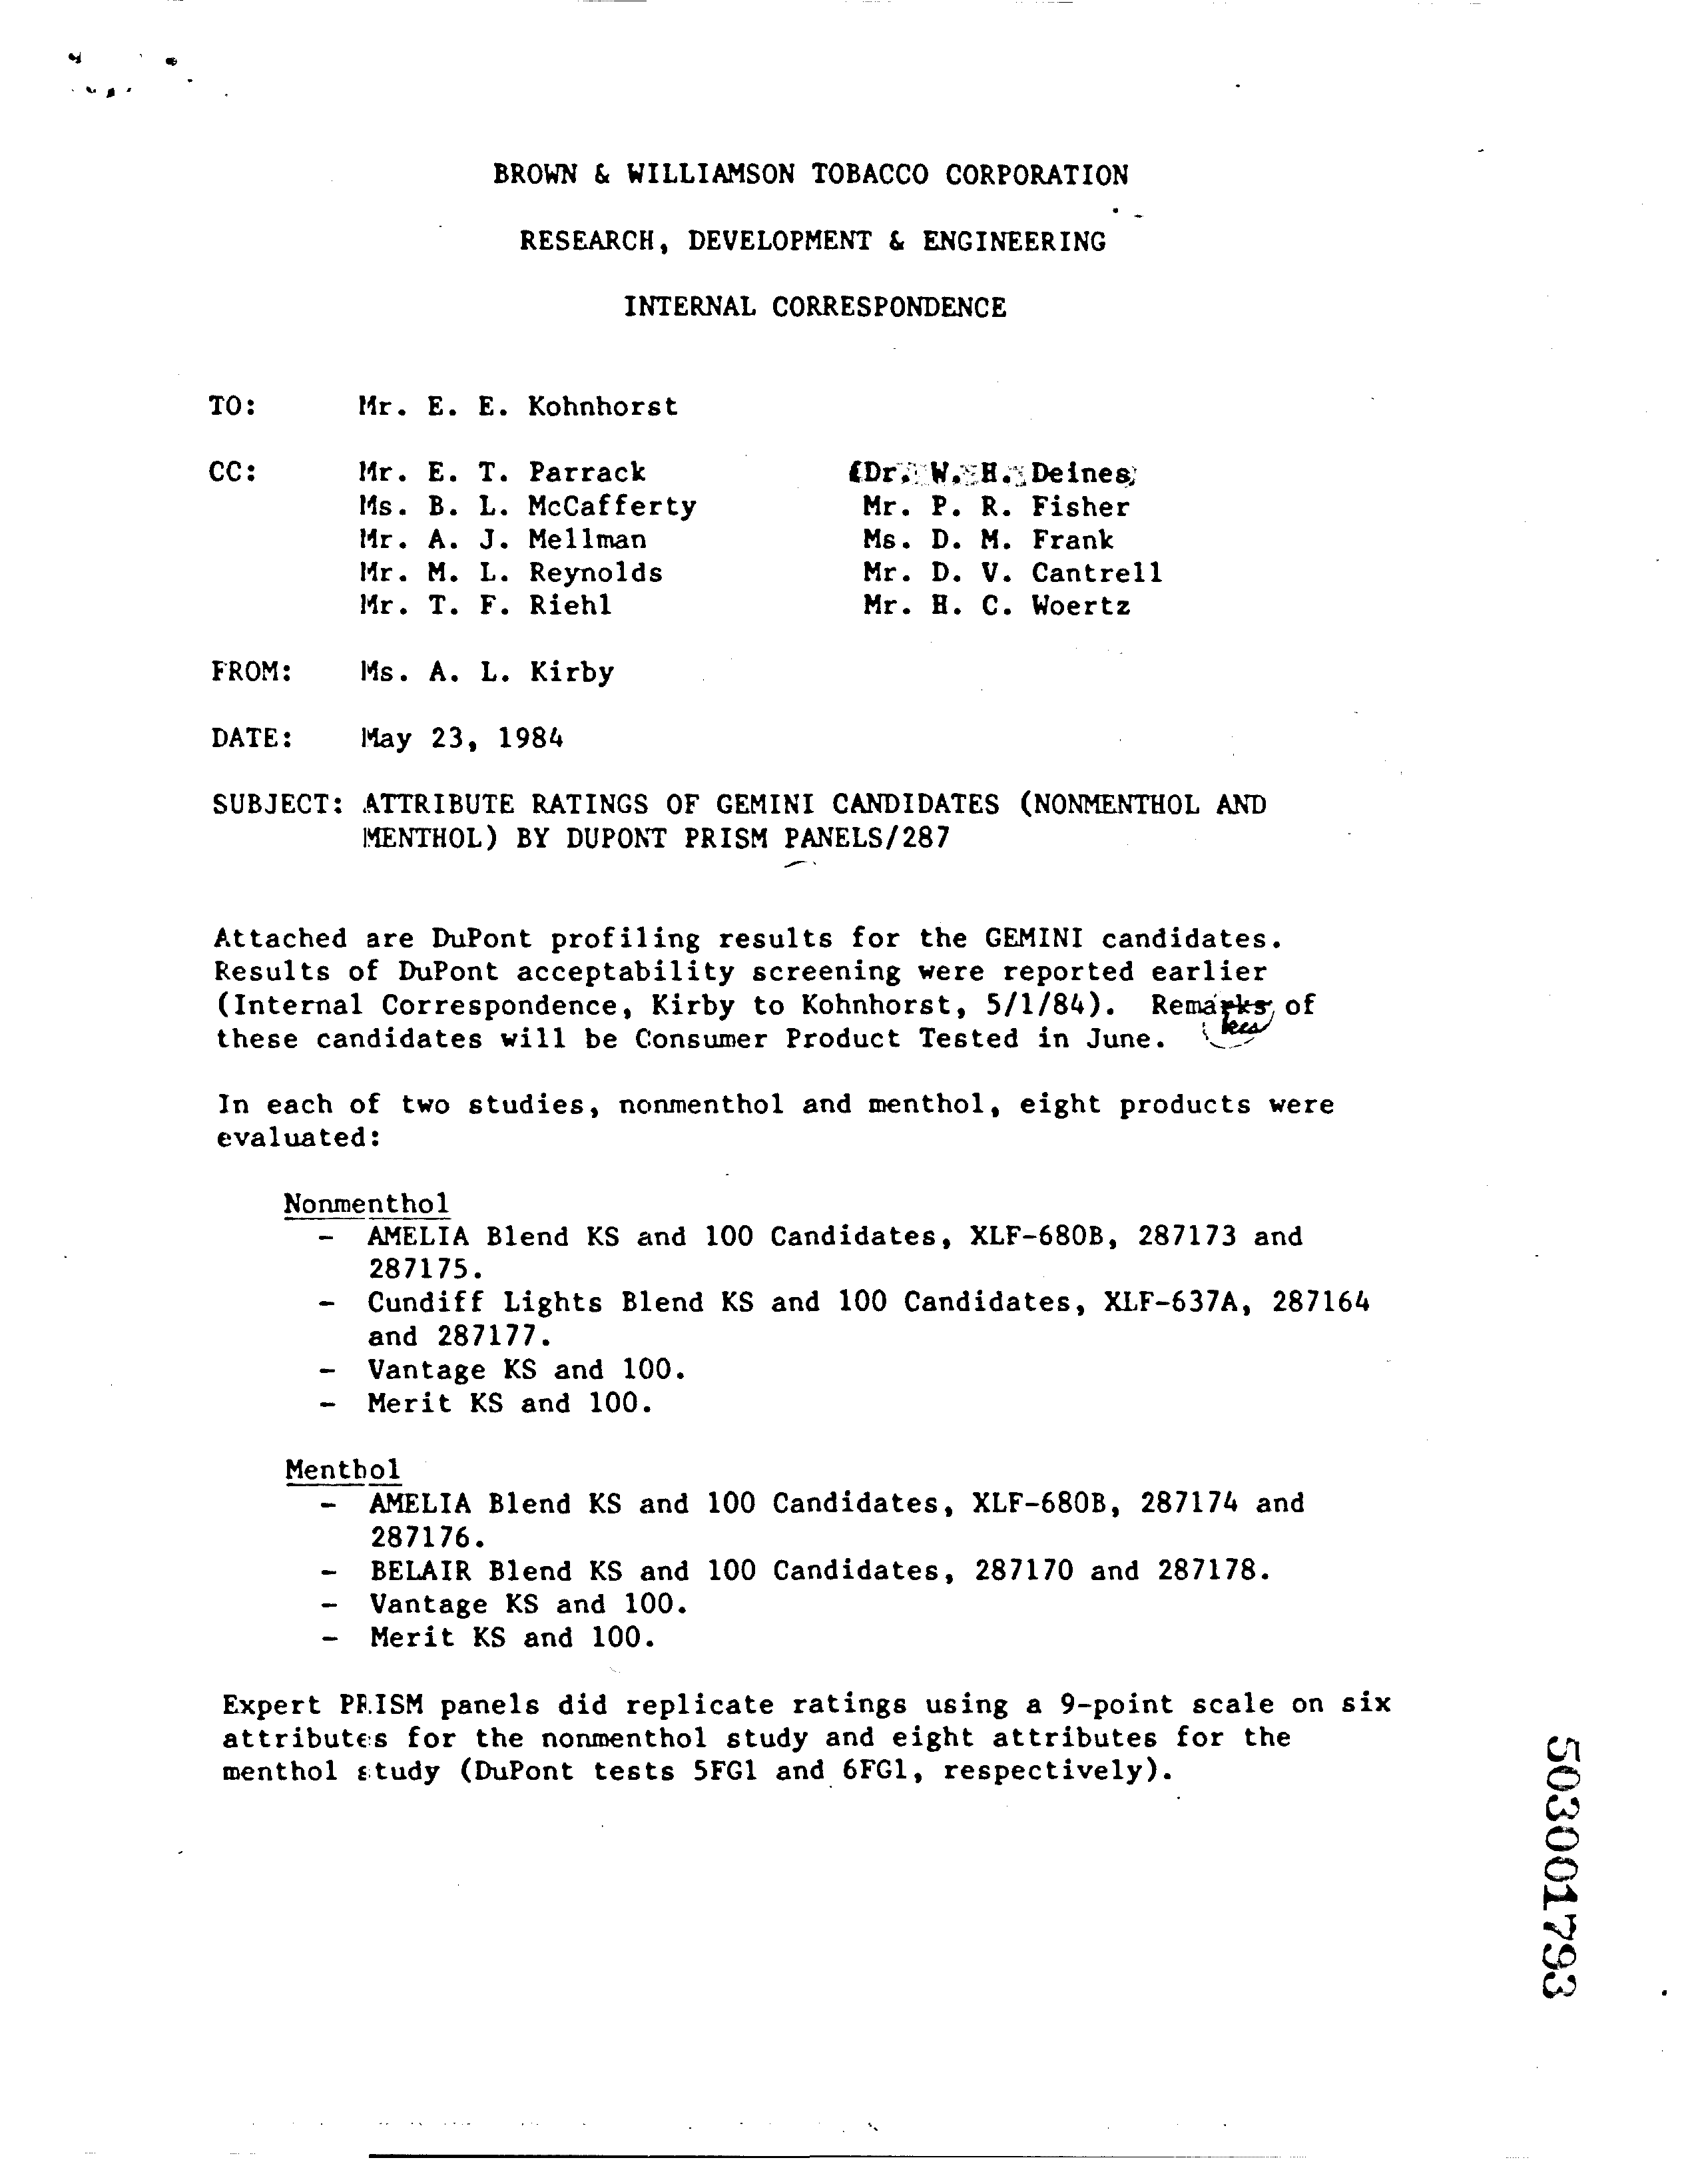 BROWN & WILLIAMSON TOBACCO CORPORATION
RESEARCH, DEVELOPMENT & ENGINEERING
INTERNAL CORRESPONDENCE
TO: Mr. E. E. Kohnhorst
CC: Mr. E. T. Parrack (Dr. W. H. Deines
Ms. B. L. McCafferty Mr. P. R. Fisher
Mr. A. J. Mellman Ms. D. M. Frank
Mr. M. L. Reynolds Mr. D. V. Cantrell
Mr. T. F. Riehl Mr. H. C. Woertz
FROM: Ms. A. L. Kirby
DATE: May 23, 1984
SUBJECT: ATTRIBUTE RATINGS OF GEMINI CANDIDATES (NONMENTHOL AND
MENTHOL) BY DUPONT PRISM PANELS/287
Attached are DuPont profiling results for the GEMINI candidates.
Results of DuPont acceptability screening were reported earlier
(Internal Correspondence, Kirby to Kohnhorst, 5/1/84). Remarks of
kes
these candidates will be Consumer Product Tested in June.
In each of two studies, nonmenthol and menthol, eight products were
evaluated:
Nonmenthol
- AMELIA Blend KS and 100 Candidates, XLF-680B, 287173 and
287175.
- Cundiff Lights Blend KS and 100 Candidates, XLF-637A, 287164
and 287177.
- Vantage KS and 100.
- Merit KS and 100.
Menthol
- AMELIA Blend KS and 100 Candidates, XLF-680B, 287174 and
287176.
- BELAIR Blend KS and 100 Candidates, 287170 and 287178.
- Vantage KS and 100.
- Merit KS and 100.
Expert PRISM panels did replicate ratings using a 9-point scale on six
attributes for the nonmenthol study and eight attributes for the
menthol study (DuPont tests 5FG1 and 6FG1, respectively).
503001793